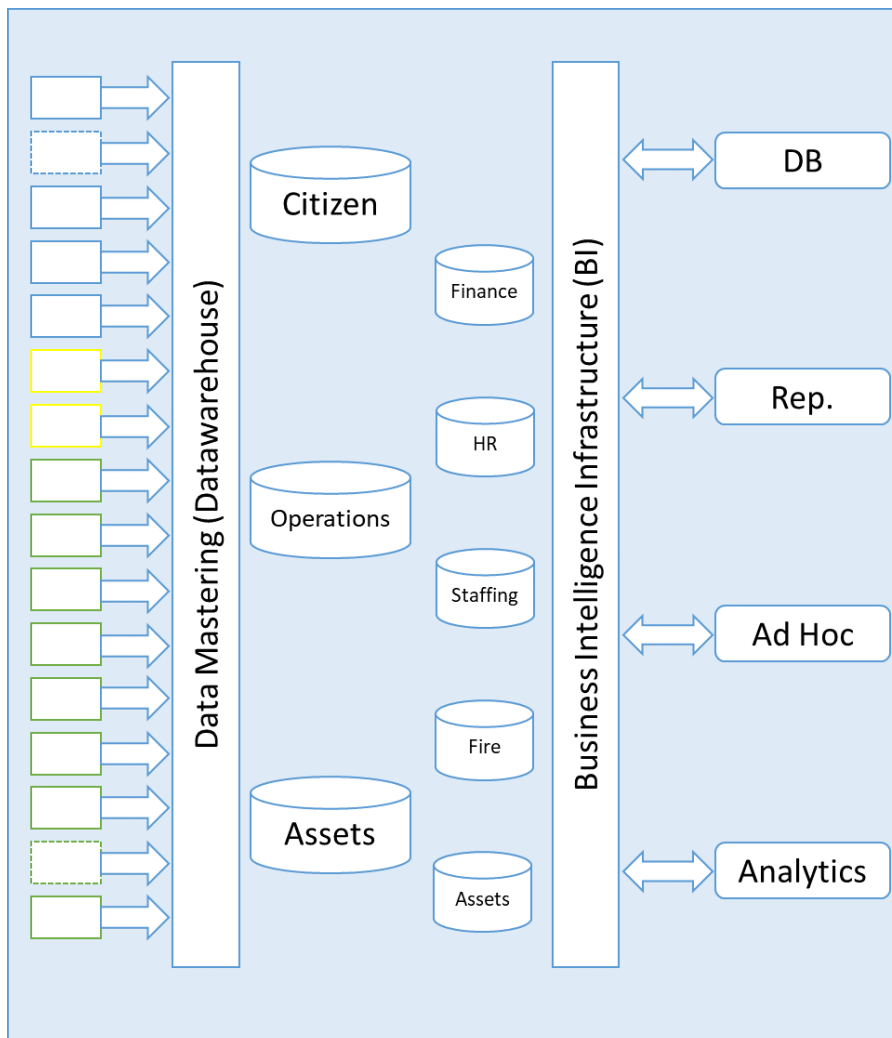 Data Mastering (Datawarehouse)
Citizen
Operations
Assets
Finance
HR
Staffing
Fire
Assets
Business Intelligence Infrastructure (BI)
DB
Rep.
Ad Hoc
Analytics